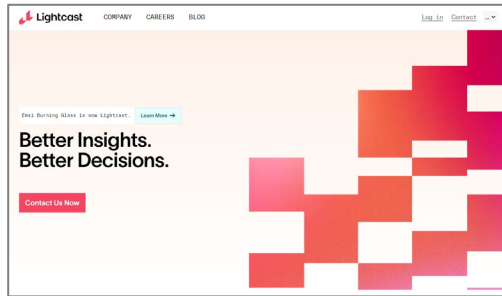 Lightcast COMPANY CAREERS BLOG Log in Contact …
Emsi Burning Glass is now Lightcast. Learn More →
Better Insights.
Better Decisions.
Contact Us Now